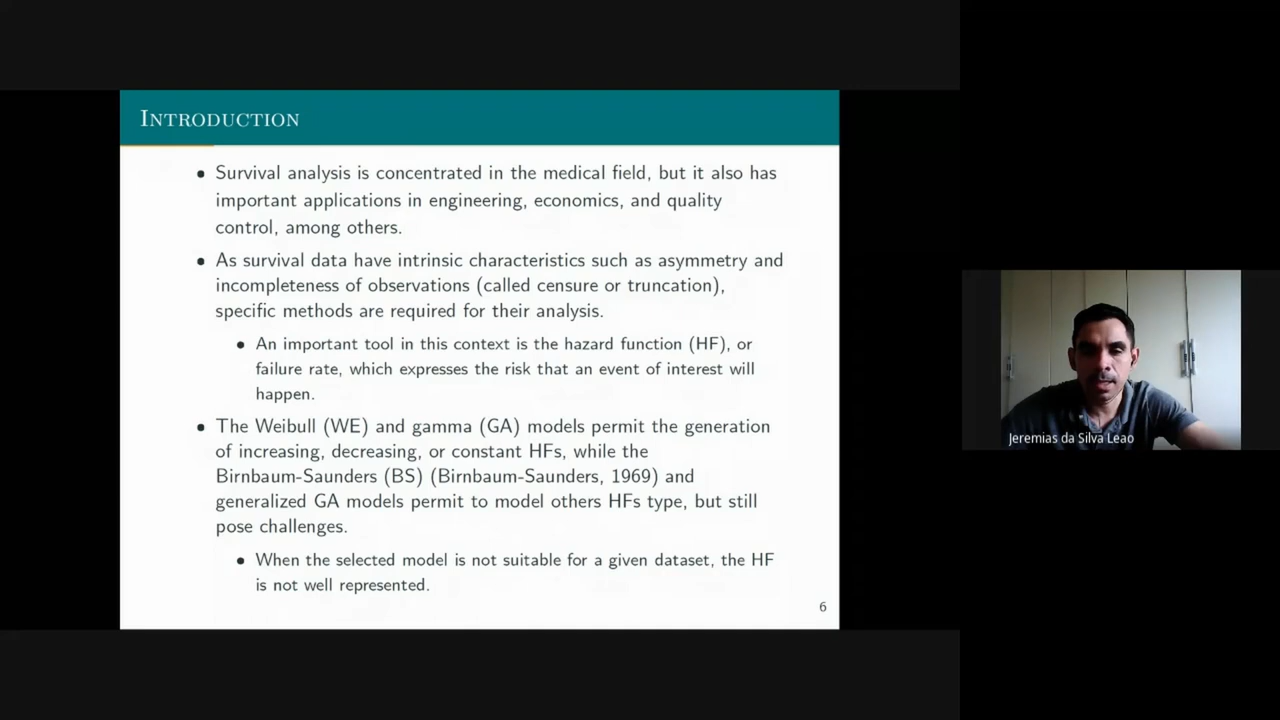 INTRODUCTION
• Survival analysis is concentrated in the medical field, but it also has
important applications in engineering, economics, and quality
control, among others.
• As survival data have intrinsic characteristics such as asymmetry and
incompleteness of observations (called censure or truncation),
specific methods are required for their analysis.
• An important tool in this context is the hazard function (HF), or
failure rate, which expresses the risk that an event of interest will
happen.
• The Weibull (WE) and gamma (GA) models permit the generation
of increasing, decreasing, or constant HFs, while the
Birnbaum-Saunders (BS) (Birnbaum-Saunders, 1969) and
generalized GA models permit to model others HFs type, but still
pose challenges.
• When the selected model is not suitable for a given dataset, the HF
is not well represented.
6
Jeremias da Silva Leao